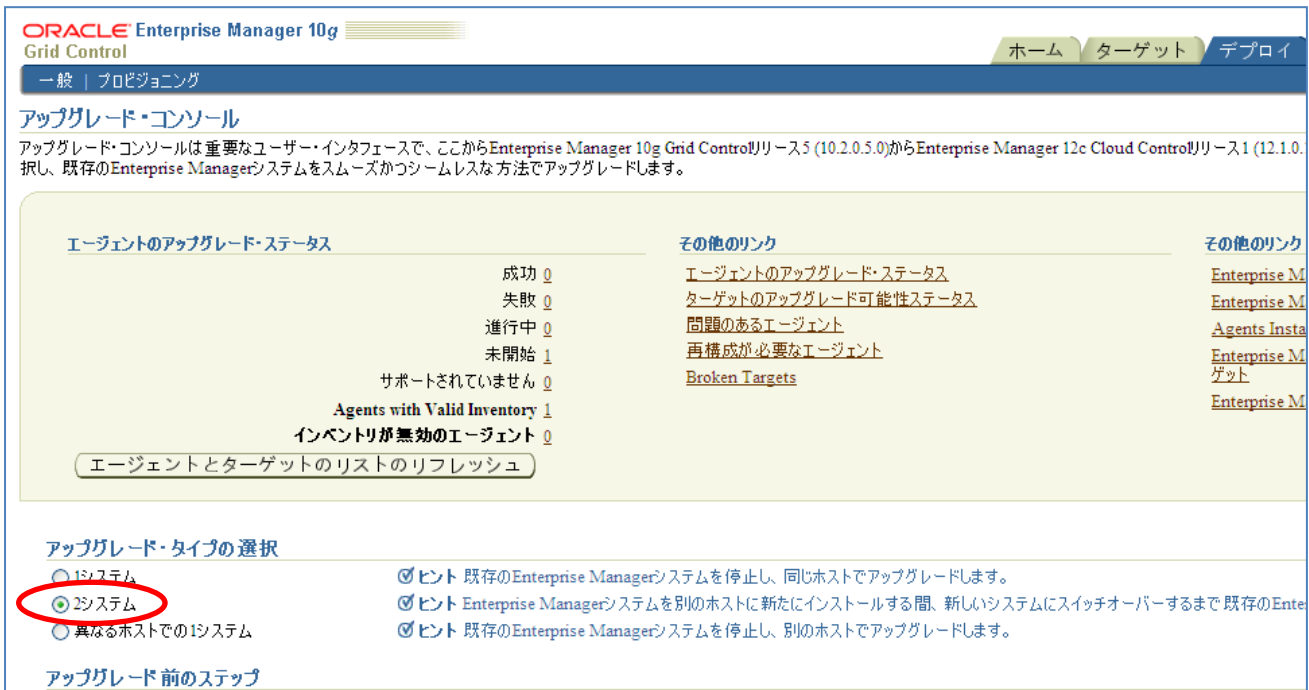 ORACLE Enterprise Manager 10g
Grid Control
ホーム ターゲット デプロイ
一般 | プロビジョニング
アップグレード・コンソール
アップグレード・コンソールは重要なユーザー・インタフェースで、ここからEnterprise Manager 10g Grid Controlリリース5 (10.2.0.5.0)からEnterprise Manager 12c Cloud Controlリリース1 (12.1.0.
択し、既存のEnterprise Managerシステムをスムーズかつシームレスな方法でアップグレードします。
エージェントのアップグレード・ステータス
成功 0
失敗 0
進行中 0
未開始 1
サポートされていません 0
Agents with Valid Inventory 1
インベントリが無効のエージェント 0
エージェントとターゲットのリストのリフレッシュ
その他のリンク
エージェントのアップグレード・ステータス
ターゲットのアップグレード可能性ステータス
問題のあるエージェント
再構成が必要なエージェント
Broken Targets
その他のリンク
Enterprise M
Enterprise M
Agents Insta
Enterprise M
ゲット
Enterprise M
アップグレード・タイプの選択
1システム ヒント 既存のEnterprise Managerシステムを停止し、同じホストでアップグレードします。
2システム ヒント Enterprise Managerシステムを別のホストに新たにインストールする間、新しいシステムにスイッチオーバーするまで既存のEnte
異なるホストでの1システム ヒント 既存のEnterprise Managerシステムを停止し、別のホストでアップグレードします。
アップグレード前のステップ